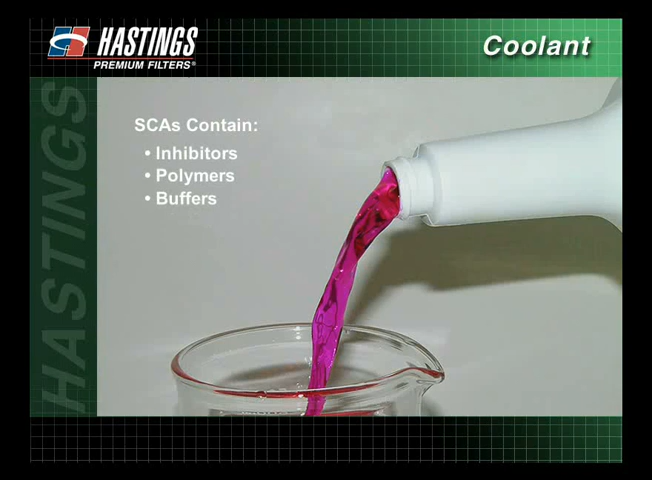 HASTINGS
PREMIUM FILTERS®
Coolant
HASTINGS
SCAs Contain:
• Inhibitors
• Polymers
• Buffers